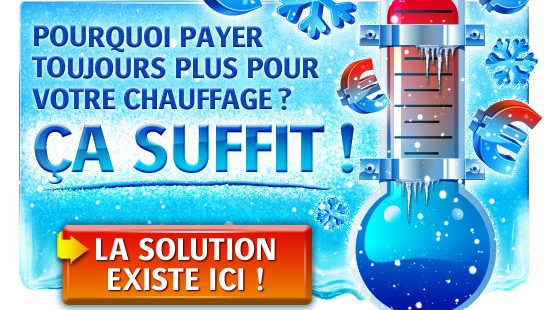 POURQUOI PAYER
TOUJOURS PLUS POUR
VOTRE CHAUFFAGE ?
ÇA SUFFIT !
LA SOLUTION
EXISTE ICI !